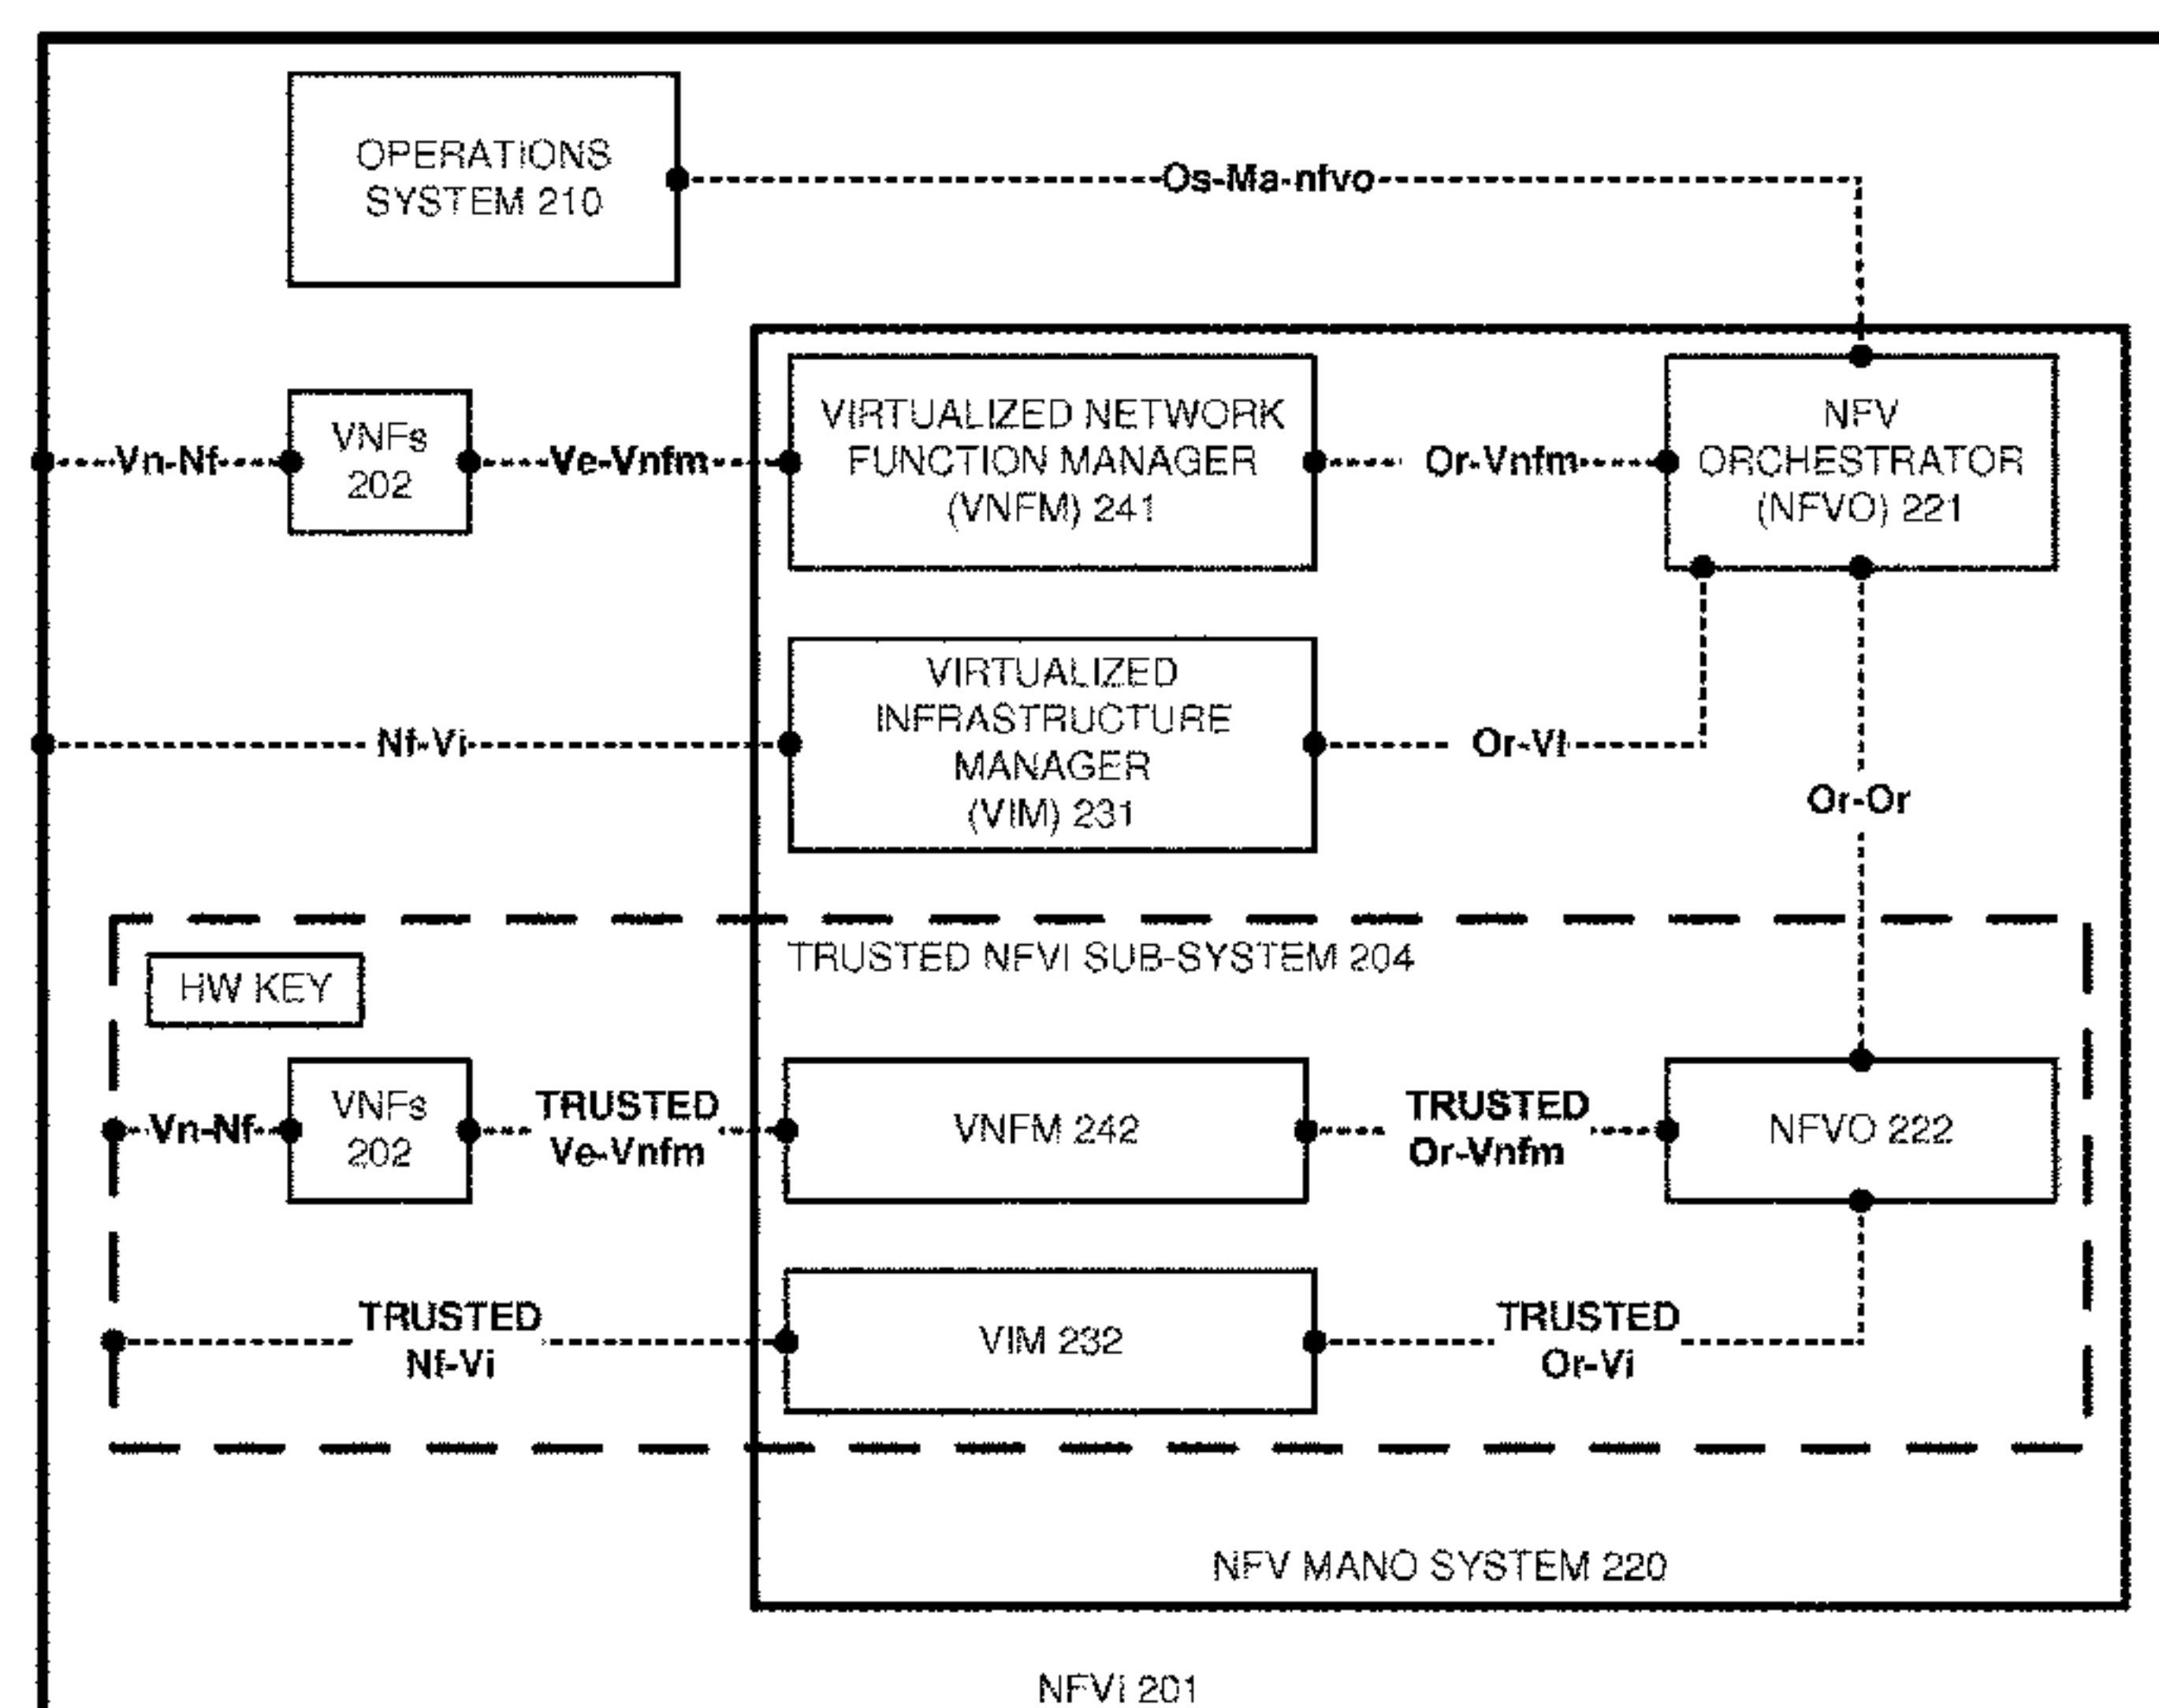 OPERATIONS
SYSTEM 210
Os-Ma-nfvo
Vn-Nf
VNFs
202
Ve-Vnfm
VIRTUALIZED NETWORK
FUNCTION MANAGER
(VNFM) 241
Or-Vnfm
NFV
ORCHESTRATOR
(NFVO) 221
Nf-Vi
VIRTUALIZED
INFRASTRUCTURE
MANAGER
(VIM) 231
Or-VI
Or-Or
TRUSTED NFVI SUB-SYSTEM 204
HW KEY
Vn-Nf
VNFs
202
TRUSTED
Ve-Vnfm
VNFM 242
TRUSTED
Or-Vnfm
NFVO 222
TRUSTED
Nf-Vi
VIM 232
TRUSTED
Or-Vi
NFV MANO SYSTEM 220
NFVi 201